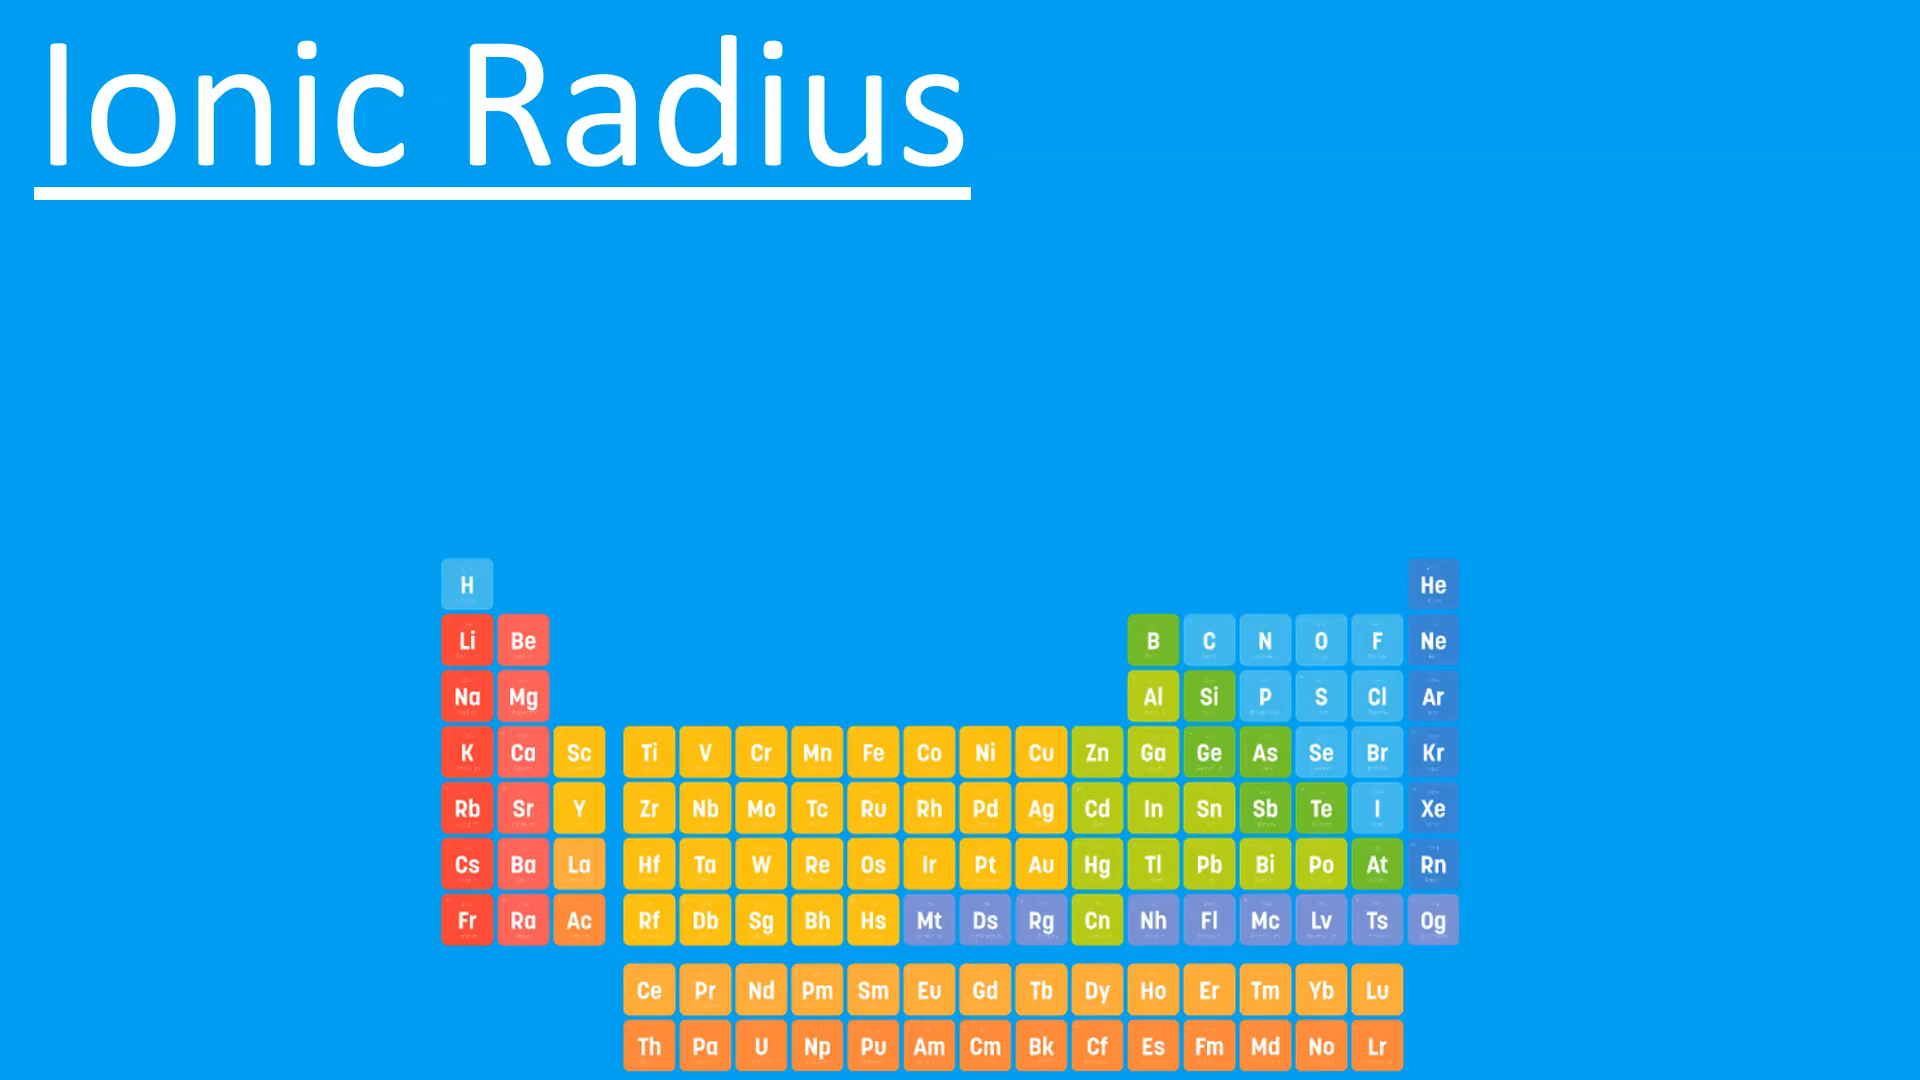 Ionic Radius
H He
Li Be B C N O F Ne
Na Mg Al Si P S Cl Ar
K Ca Sc Ti V Cr Mn Fe Co Ni Cu Zn Ga Ge As Se Br Kr
Rb Sr Y Zr Nb Mo Tc Ru Rh Pd Ag Cd In Sn Sb Te I Xe
Cs Ba La Hf Ta W Re Os Ir Pt Au Hg Tl Pb Bi Po At Rn
Fr Ra Ac Rf Db Sg Bh Hs Mt Ds Rg Cn Nh Fl Mc Lv Ts Og
Ce Pr Nd Pm Sm Eu Gd Tb Dy Ho Er Tm Yb Lu
Th Pa U Np Pu Am Cm Bk Cf Es Fm Md No Lr